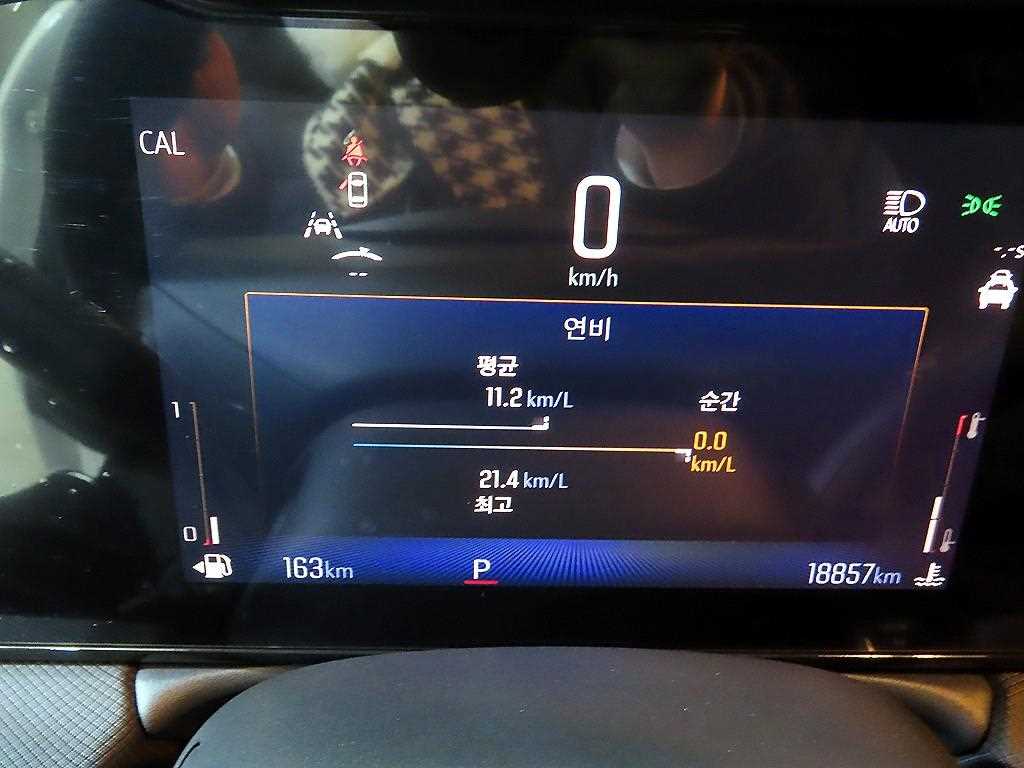 CAL
0
km/h
AUTO
--s
--
연비
평균
11.2 km/L
순간
0.0
km/L
21.4 km/L
최고
1
0
163km
P
18857km